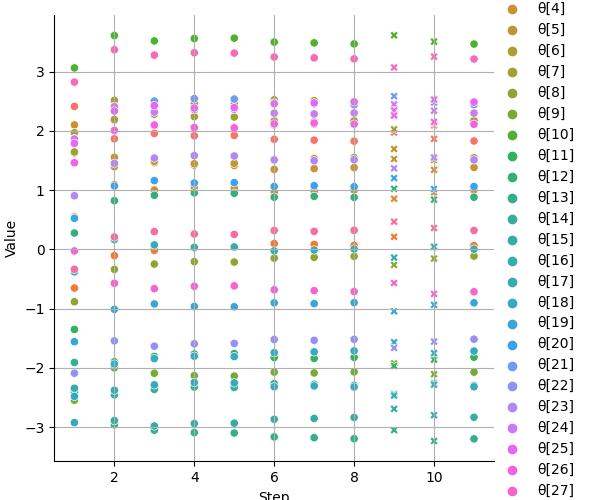 Value
3
2
1
0
−1
−2
−3
2
4
6
8
10
Step
θ[4]
θ[5]
θ[6]
θ[7]
θ[8]
θ[9]
θ[10]
θ[11]
θ[12]
θ[13]
θ[14]
θ[15]
θ[16]
θ[17]
θ[18]
θ[19]
θ[20]
θ[21]
θ[22]
θ[23]
θ[24]
θ[25]
θ[26]
θ[27]